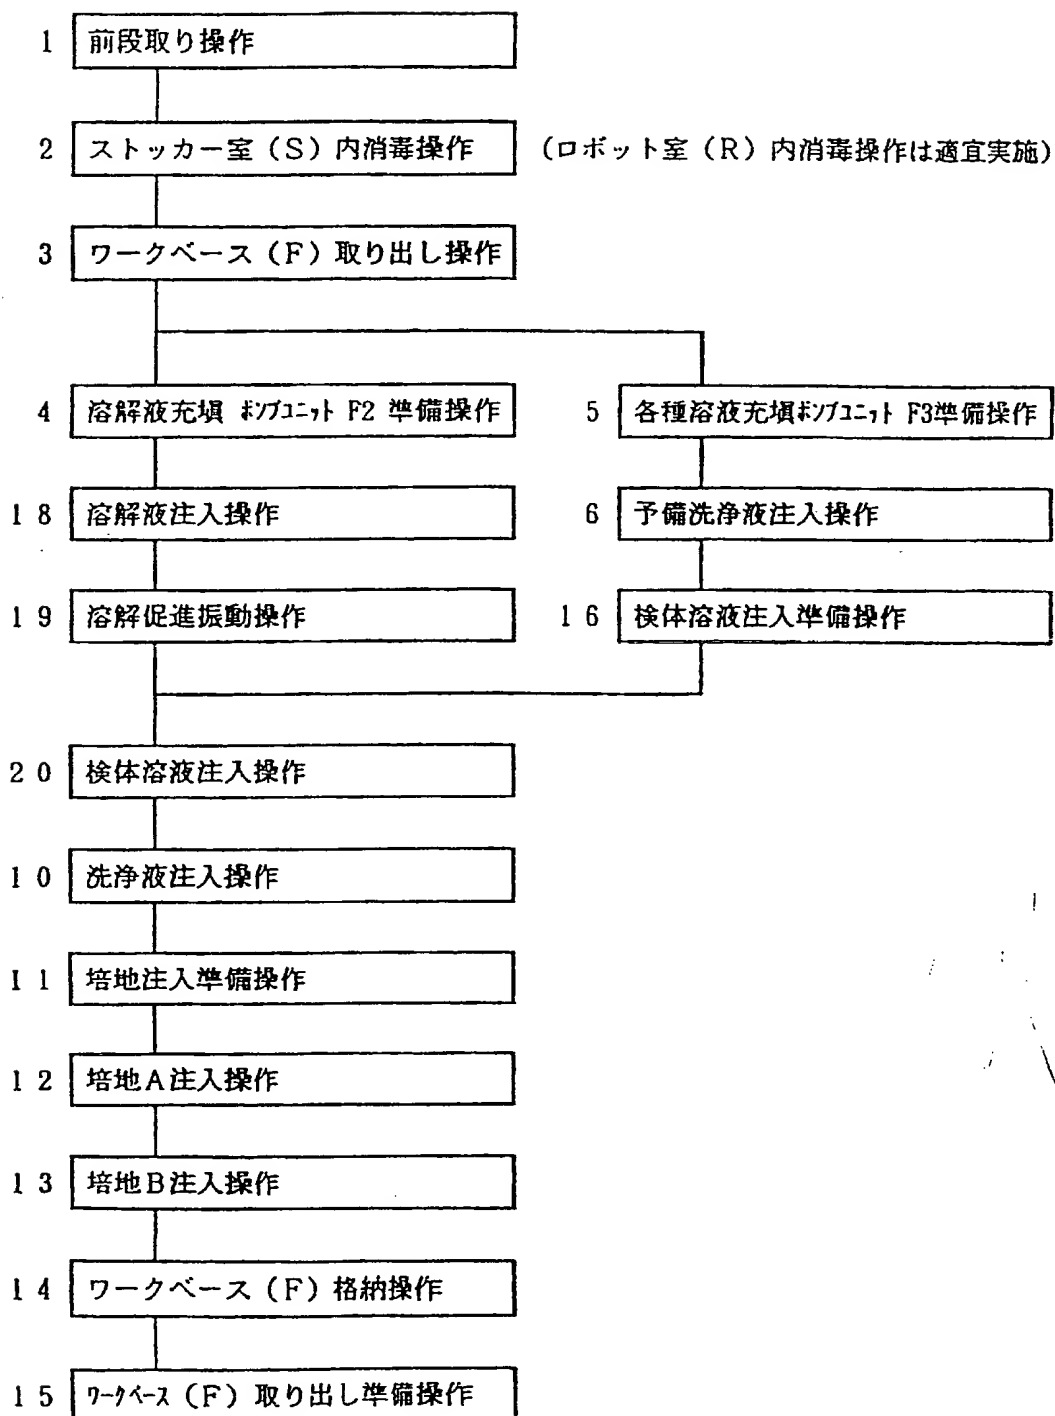 1 前段取り操作
2 ストッカー室（S）内消毒操作 （ロボット室（R）内消毒操作は適宜実施）
3 ワークベース（F）取り出し操作
4 溶解液充填 ポンプユニット F2 準備操作
5 各種溶液充填ポンプユニット F3準備操作
18 溶解液注入操作
6 予備洗浄液注入操作
19 溶解促進振動操作
16 検体溶液注入準備操作
20 検体溶液注入操作
10 洗浄液注入操作
11 培地注入準備操作
12 培地A注入操作
13 培地B注入操作
14 ワークベース（F）格納操作
15 ワークベース（F）取り出し準備操作